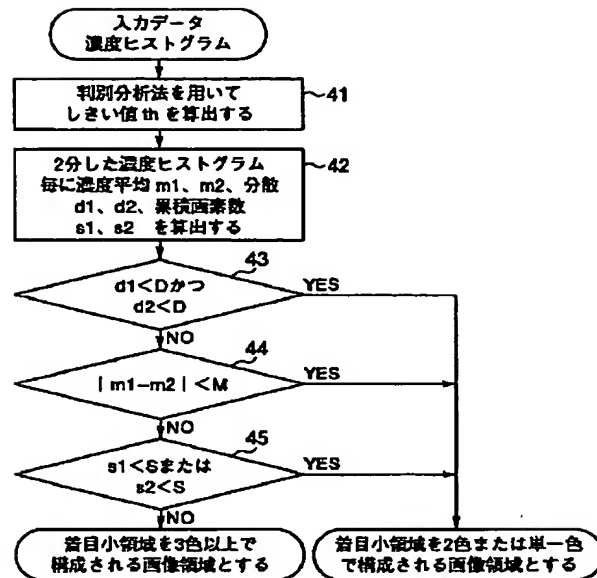 入力データ
濃度ヒストグラム
判別分析法を用いて
しきい値 th を算出する
41
2分した濃度ヒストグラム
毎に濃度平均 m1、m2、分散
d1、d2、累積画素数
s1、s2 を算出する
42
43
d1<Dかつ
d2<D
YES
NO
44
|m1-m2|<M
YES
NO
45
s1<Sまたは
s2<S
YES
NO
着目小領域を3色以上で
構成される画像領域とする
着目小領域を2色または単一色
で構成される画像領域とする